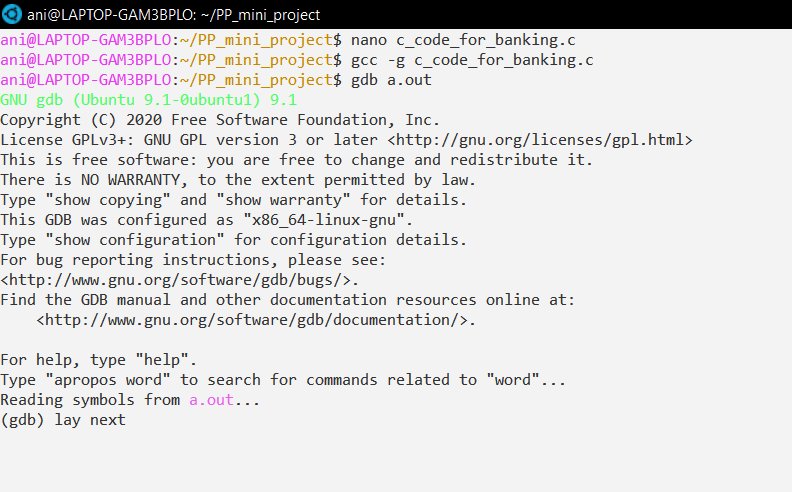 ani@LAPTOP-GAM3BPLO: ~/PP_mini_project
ani@LAPTOP-GAM3BPLO:~/PP_mini_project$ nano c_code_for_banking.c
ani@LAPTOP-GAM3BPLO:~/PP_mini_project$ gcc -g c_code_for_banking.c
ani@LAPTOP-GAM3BPLO:~/PP_mini_project$ gdb a.out
GNU gdb (Ubuntu 9.1-0ubuntu1) 9.1
Copyright (C) 2020 Free Software Foundation, Inc.
License GPLv3+: GNU GPL version 3 or later <http://gnu.org/licenses/gpl.html>
This is free software: you are free to change and redistribute it.
There is NO WARRANTY, to the extent permitted by law.
Type "show copying" and "show warranty" for details.
This GDB was configured as "x86_64-linux-gnu".
Type "show configuration" for configuration details.
For bug reporting instructions, please see:
<http://www.gnu.org/software/gdb/bugs/>.
Find the GDB manual and other documentation resources online at:
    <http://www.gnu.org/software/gdb/documentation/>.

For help, type "help".
Type "apropos word" to search for commands related to "word"...
Reading symbols from a.out...
(gdb) lay next